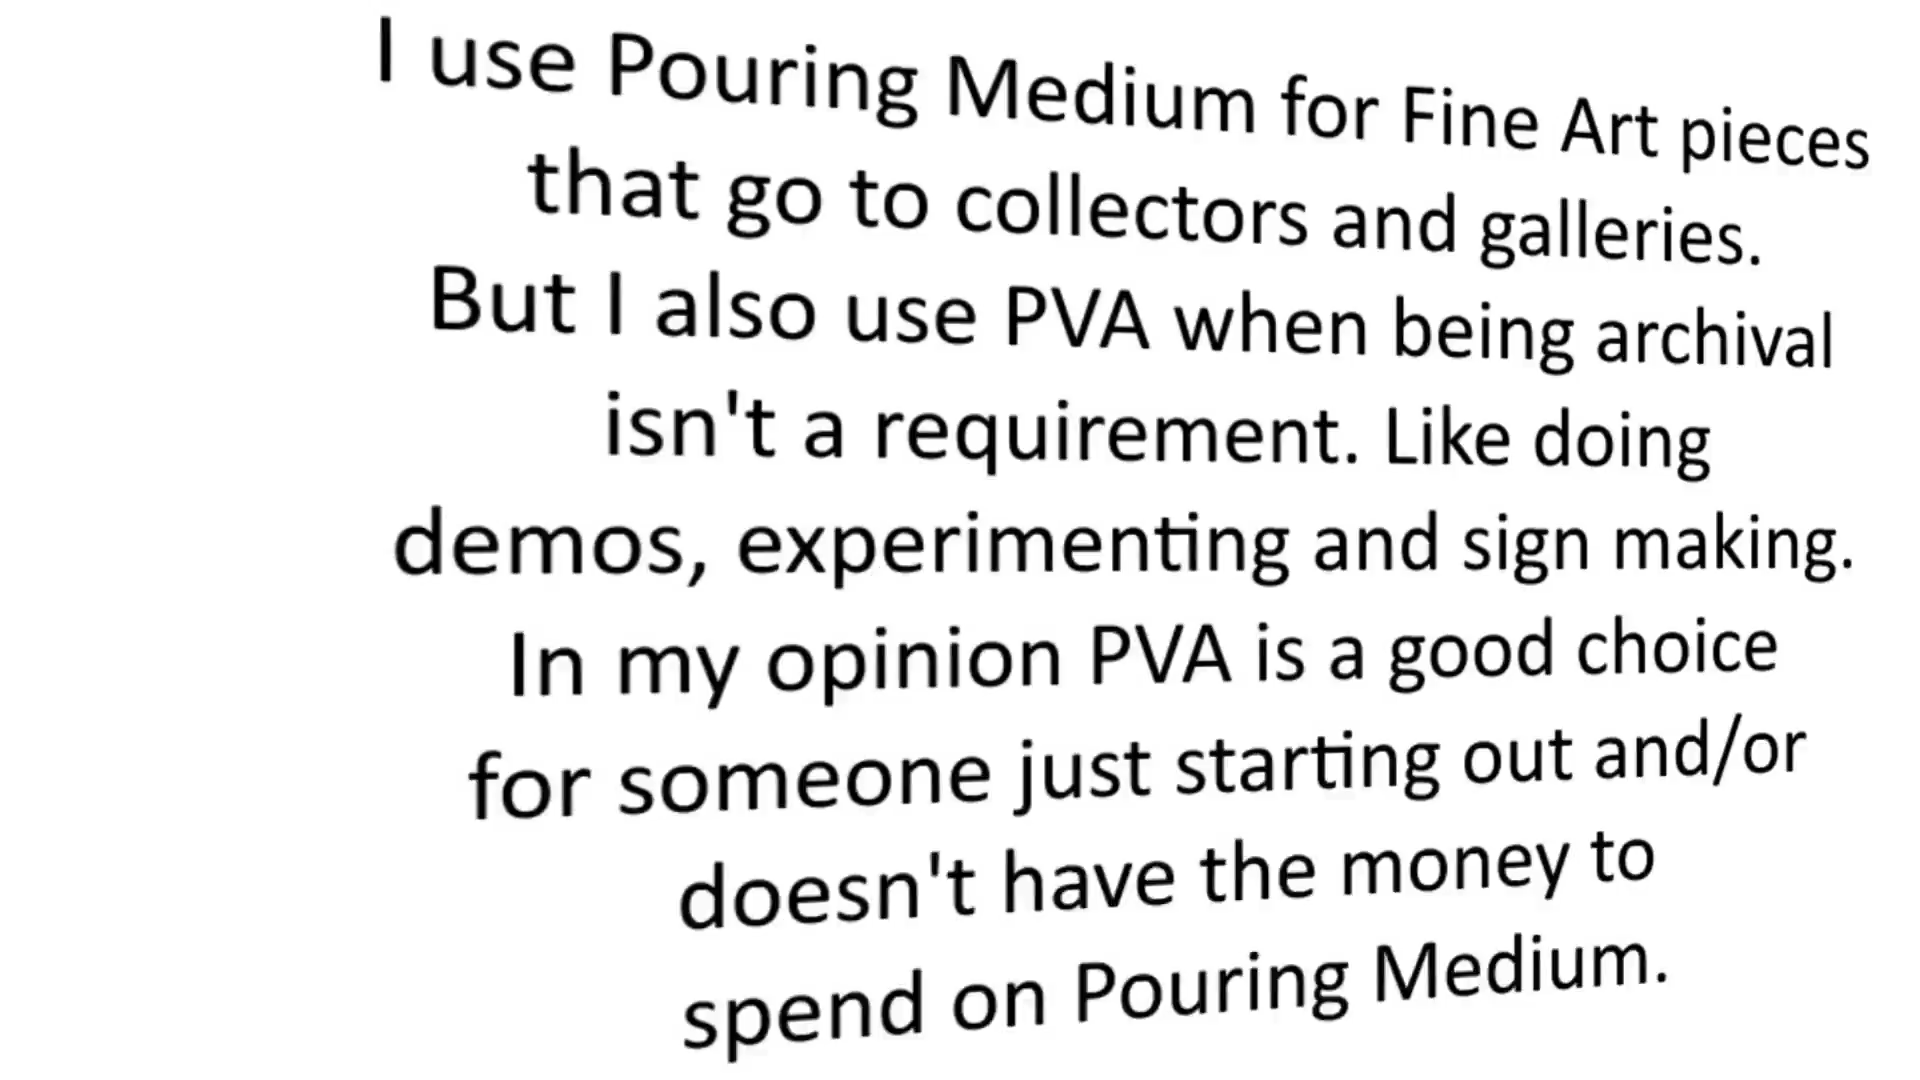 I use Pouring Medium for Fine Art pieces
that go to collectors and galleries.
But I also use PVA when being archival
isn't a requirement. Like doing
demos, experimenting and sign making.
In my opinion PVA is a good choice
for someone just starting out and/or
doesn't have the money to
spend on Pouring Medium.